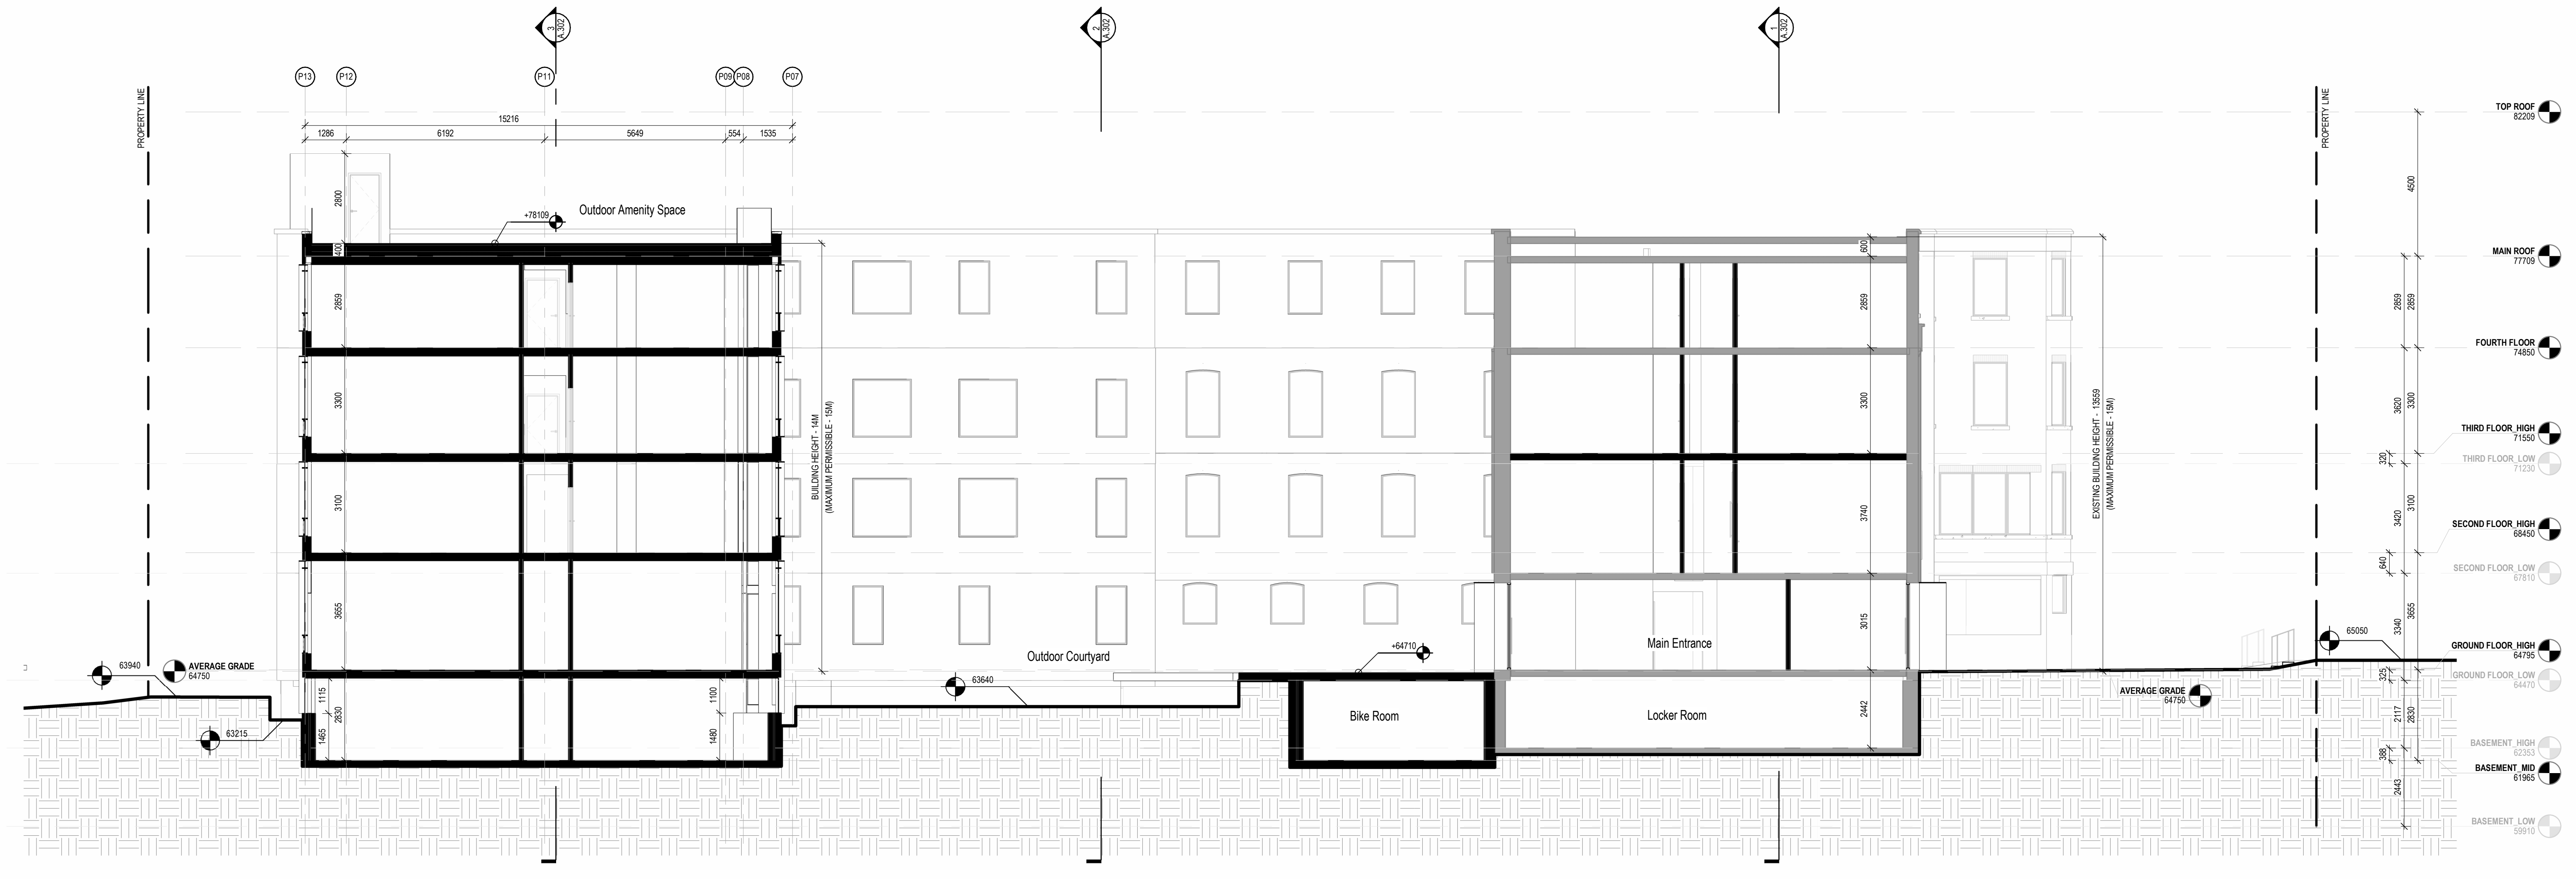 3
A.302
2
A.302
1
A.302
P13
P12
P11
P09
P08
P07
PROPERTY LINE
PROPERTY LINE
15216
1286
6192
5649
554
1535
TOP ROOF
82209
2800
4500
+78109
Outdoor Amenity Space
400
600
MAIN ROOF
77709
2859
2859
2859
2859
FOURTH FLOOR
74850
3300
3300
3620
3300
BUILDING HEIGHT - 14M
(MAXIMUM PERMISSIBLE - 15M)
EXISTING BUILDING HEIGHT - 13559
(MAXIMUM PERMISSIBLE - 15M)
THIRD FLOOR_HIGH
71550
320
THIRD FLOOR_LOW
71230
3100
3740
3420
3100
SECOND FLOOR_HIGH
68450
640
SECOND FLOOR_LOW
67810
3655
3015
3340
3655
Main Entrance
Outdoor Courtyard
+64710
65050
63940
AVERAGE GRADE
64750
GROUND FLOOR_HIGH
64795
325
GROUND FLOOR_LOW
64470
63640
AVERAGE GRADE
64750
1115
2830
1465
1100
1480
63215
Bike Room
Locker Room
2442
2117
2830
388
BASEMENT_HIGH
62353
BASEMENT_MID
61965
2443
BASEMENT_LOW
59910